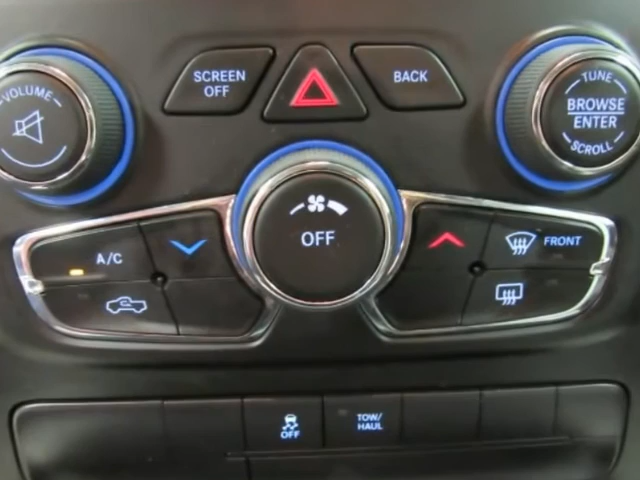 VOLUME
SCREEN
OFF
BACK
TUNE
BROWSE
ENTER
SCROLL
A/C
OFF
FRONT
OFF
TOW/
HAUL